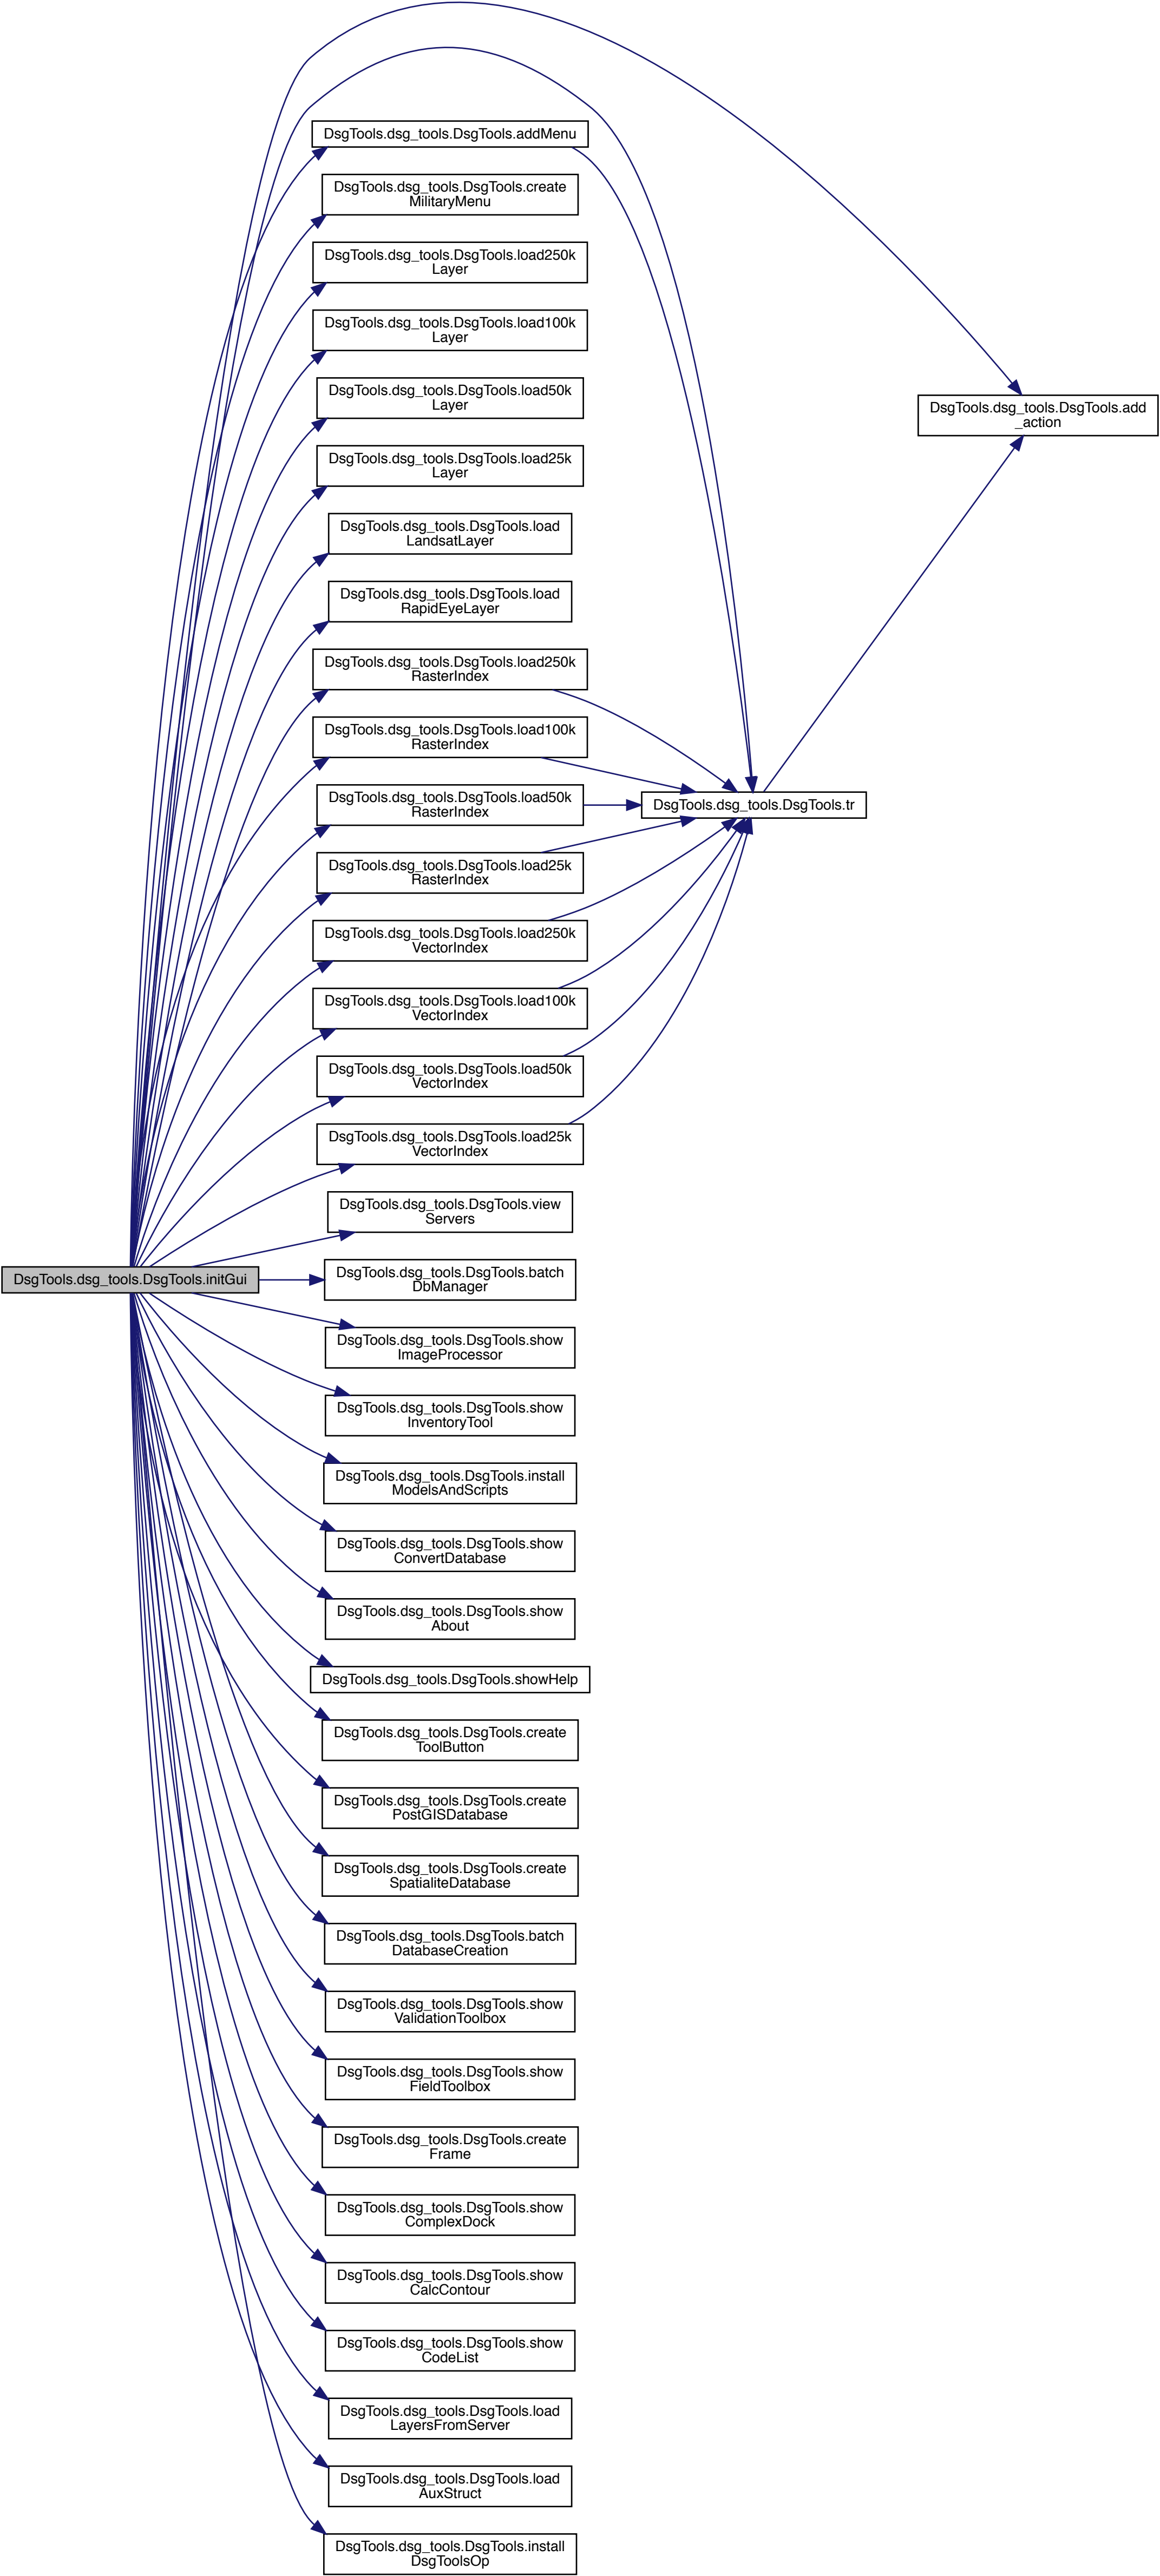 DsgTools.dsg_tools.DsgTools.addMenu
DsgTools.dsg_tools.DsgTools.create
MilitaryMenu
DsgTools.dsg_tools.DsgTools.load250k
Layer
DsgTools.dsg_tools.DsgTools.load100k
Layer
DsgTools.dsg_tools.DsgTools.load50k
Layer
DsgTools.dsg_tools.DsgTools.add
_action
DsgTools.dsg_tools.DsgTools.load25k
Layer
DsgTools.dsg_tools.DsgTools.load
LandsatLayer
DsgTools.dsg_tools.DsgTools.load
RapidEyeLayer
DsgTools.dsg_tools.DsgTools.load250k
RasterIndex
DsgTools.dsg_tools.DsgTools.load100k
RasterIndex
DsgTools.dsg_tools.DsgTools.load50k
RasterIndex
DsgTools.dsg_tools.DsgTools.tr
DsgTools.dsg_tools.DsgTools.load25k
RasterIndex
DsgTools.dsg_tools.DsgTools.load250k
VectorIndex
DsgTools.dsg_tools.DsgTools.load100k
VectorIndex
DsgTools.dsg_tools.DsgTools.load50k
VectorIndex
DsgTools.dsg_tools.DsgTools.load25k
VectorIndex
DsgTools.dsg_tools.DsgTools.view
Servers
DsgTools.dsg_tools.DsgTools.initGui
DsgTools.dsg_tools.DsgTools.batch
DbManager
DsgTools.dsg_tools.DsgTools.show
ImageProcessor
DsgTools.dsg_tools.DsgTools.show
InventoryTool
DsgTools.dsg_tools.DsgTools.install
ModelsAndScripts
DsgTools.dsg_tools.DsgTools.show
ConvertDatabase
DsgTools.dsg_tools.DsgTools.show
About
DsgTools.dsg_tools.DsgTools.showHelp
DsgTools.dsg_tools.DsgTools.create
ToolButton
DsgTools.dsg_tools.DsgTools.create
PostGISDatabase
DsgTools.dsg_tools.DsgTools.create
SpatialiteDatabase
DsgTools.dsg_tools.DsgTools.batch
DatabaseCreation
DsgTools.dsg_tools.DsgTools.show
ValidationToolbox
DsgTools.dsg_tools.DsgTools.show
FieldToolbox
DsgTools.dsg_tools.DsgTools.create
Frame
DsgTools.dsg_tools.DsgTools.show
ComplexDock
DsgTools.dsg_tools.DsgTools.show
CalcContour
DsgTools.dsg_tools.DsgTools.show
CodeList
DsgTools.dsg_tools.DsgTools.load
LayersFromServer
DsgTools.dsg_tools.DsgTools.load
AuxStruct
DsgTools.dsg_tools.DsgTools.install
DsgToolsOp